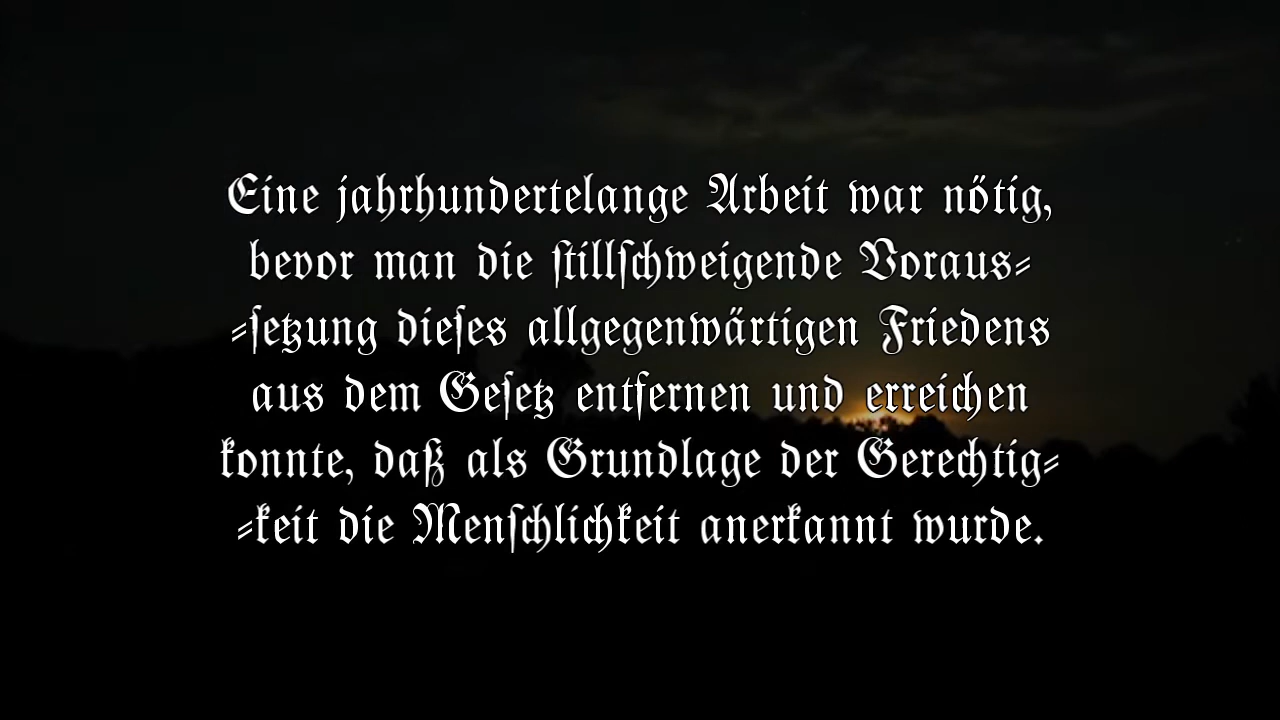 Eine jahrhundertelange Arbeit war nötig,
bevor man die ſtillſchweigende Voraus⸗
⸗ſetzung dieſes allgegenwärtigen Friedens
aus dem Geſetz entfernen und erreichen
konnte, daß als Grundlage der Gerechtig⸗
⸗keit die Menſchlichkeit anerkannt wurde.